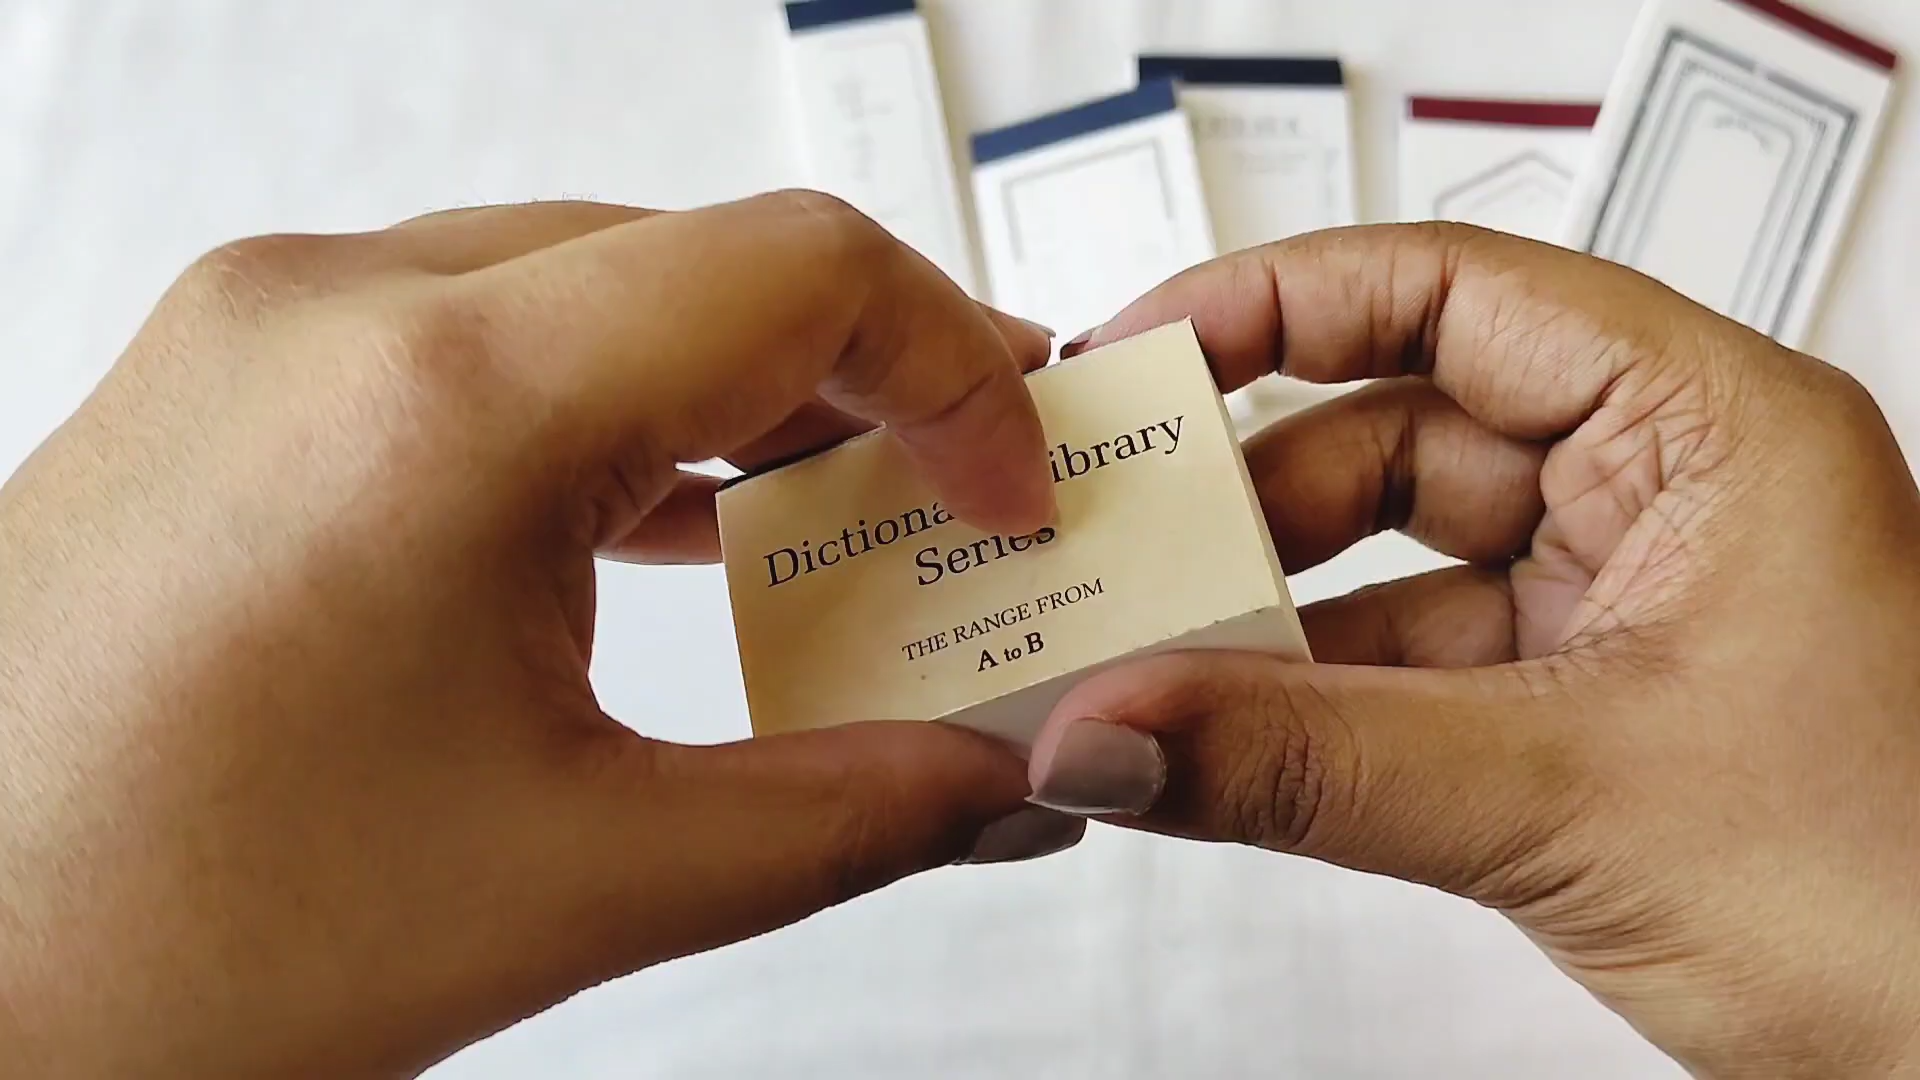 Dictiona ibrary
Series
THE RANGE FROM
A to B